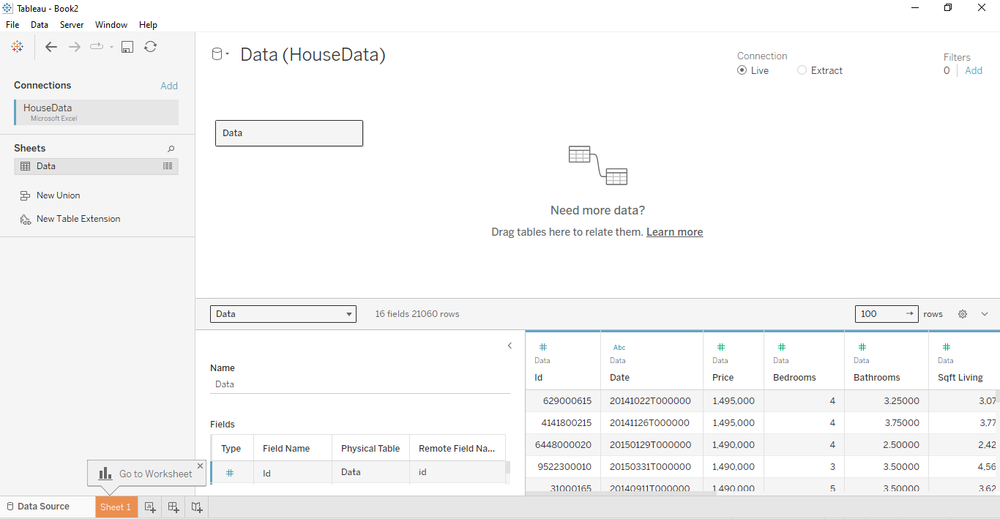 Tableau - Book2
File Data Server Window Help
Connections Add
HouseData
Microsoft Excel
Sheets
Data
New Union
New Table Extension
Data (HouseData)
Connection
Live Extract
Filters
0 Add
Data
Need more data?
Drag tables here to relate them. Learn more
Data 16 fields 21060 rows 100 rows
Name
Data
Fields
Type Field Name Physical Table Remote Field Na...
# Id Data id
# Abc # # # #
Data Data Data Data Data Data
Id Date Price Bedrooms Bathrooms Sqft Living
629000615 20141022T000000 1,495,000 4 3.25000 3,07
4141800215 20141126T000000 1,495,000 4 3.75000 3,77
6448000020 20150129T000000 1,490,000 4 2.50000 2,42
9522300010 20150331T000000 1,490,000 3 3.50000 4,56
31000165 20140911T000000 1,490,000 5 3.50000 3,62
Go to Worksheet
Data Source Sheet 1